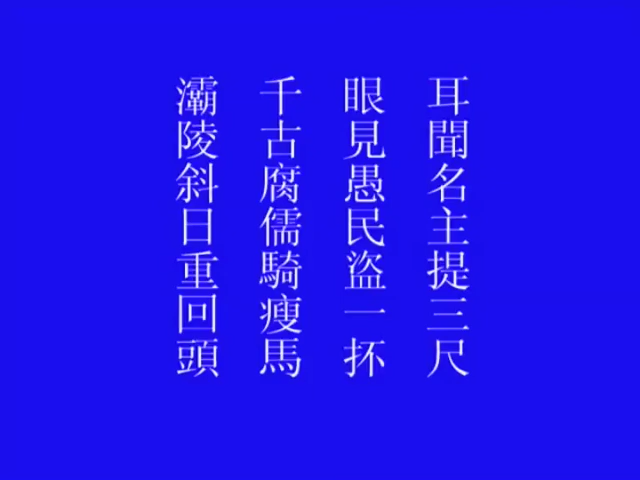 耳聞名主提三尺
眼見愚民盜一抔
千古腐儒騎瘦馬
灞陵斜日重回頭